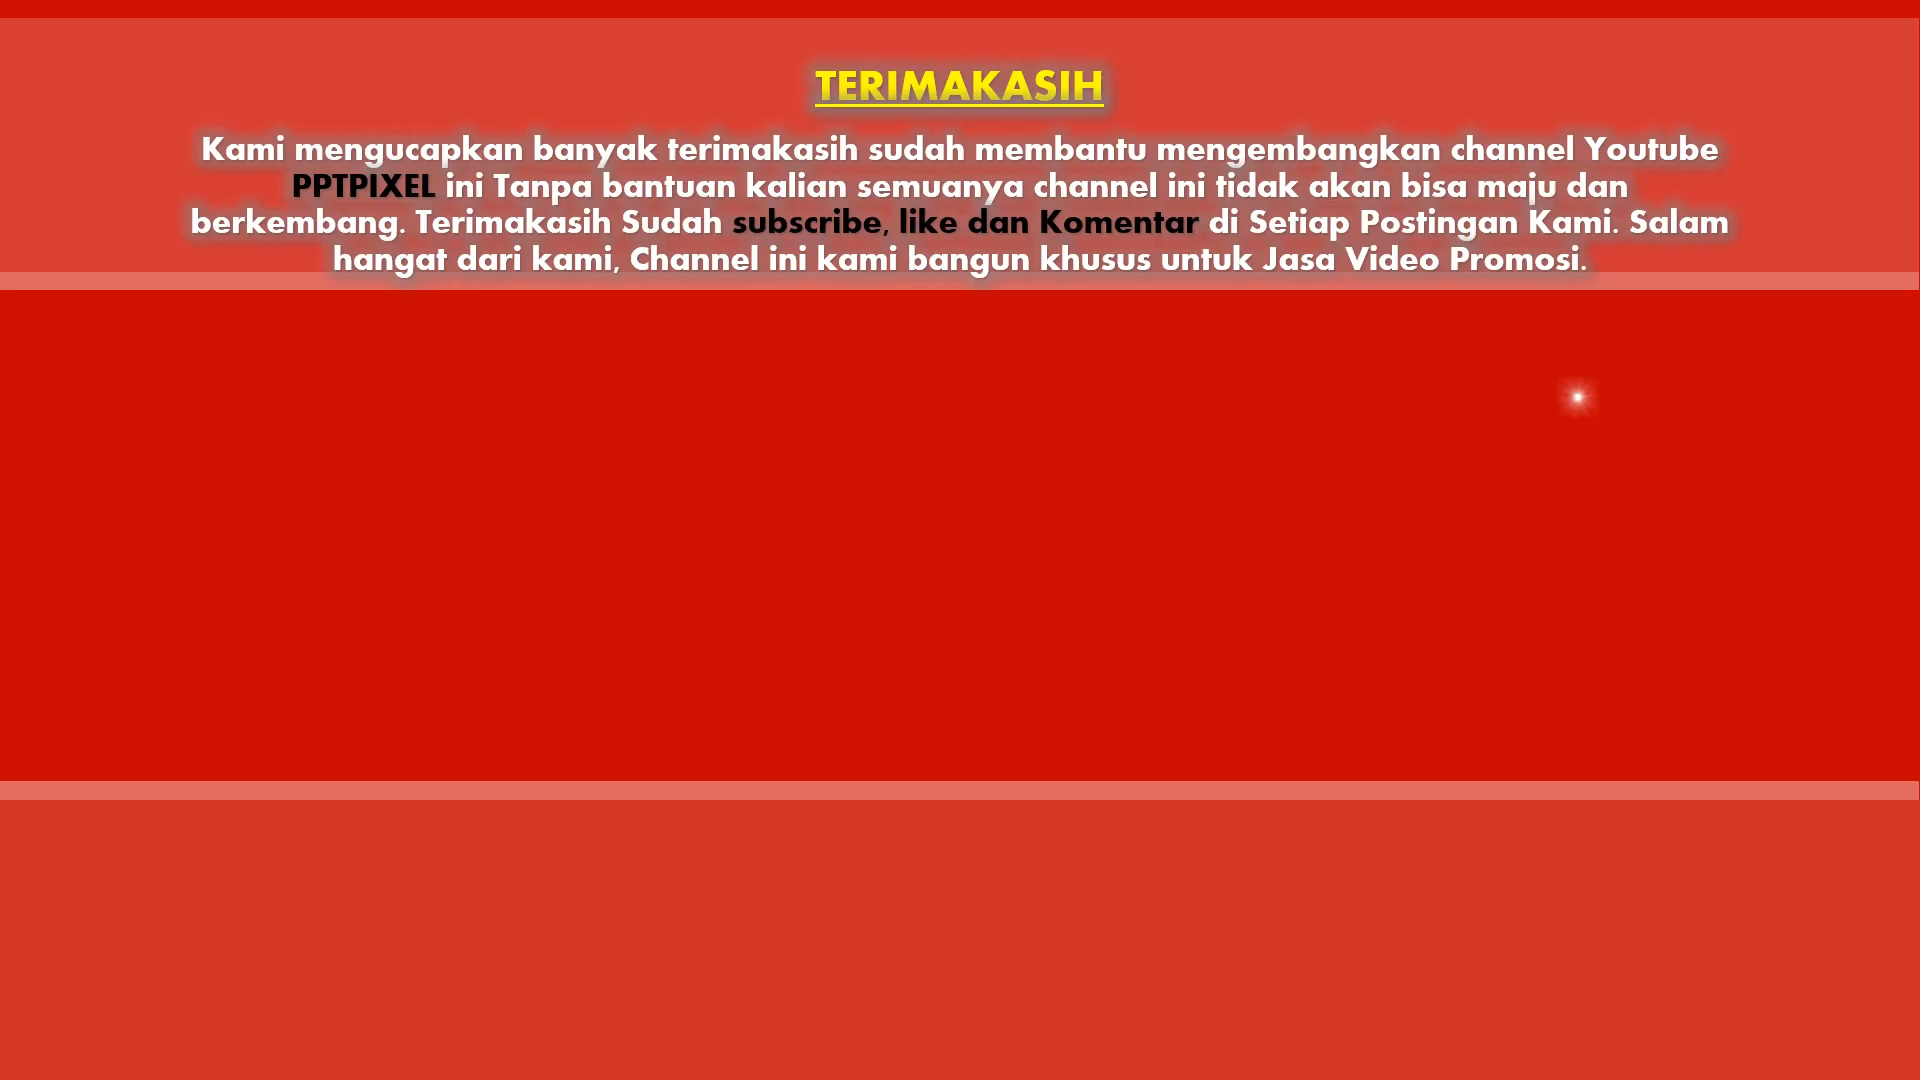 TERIMAKASIH
Kami mengucapkan banyak terimakasih sudah membantu mengembangkan channel Youtube
PPTPIXEL ini Tanpa bantuan kalian semuanya channel ini tidak akan bisa maju dan
berkembang. Terimakasih Sudah subscribe, like dan Komentar di Setiap Postingan Kami. Salam
hangat dari kami, Channel ini kami bangun khusus untuk Jasa Video Promosi.